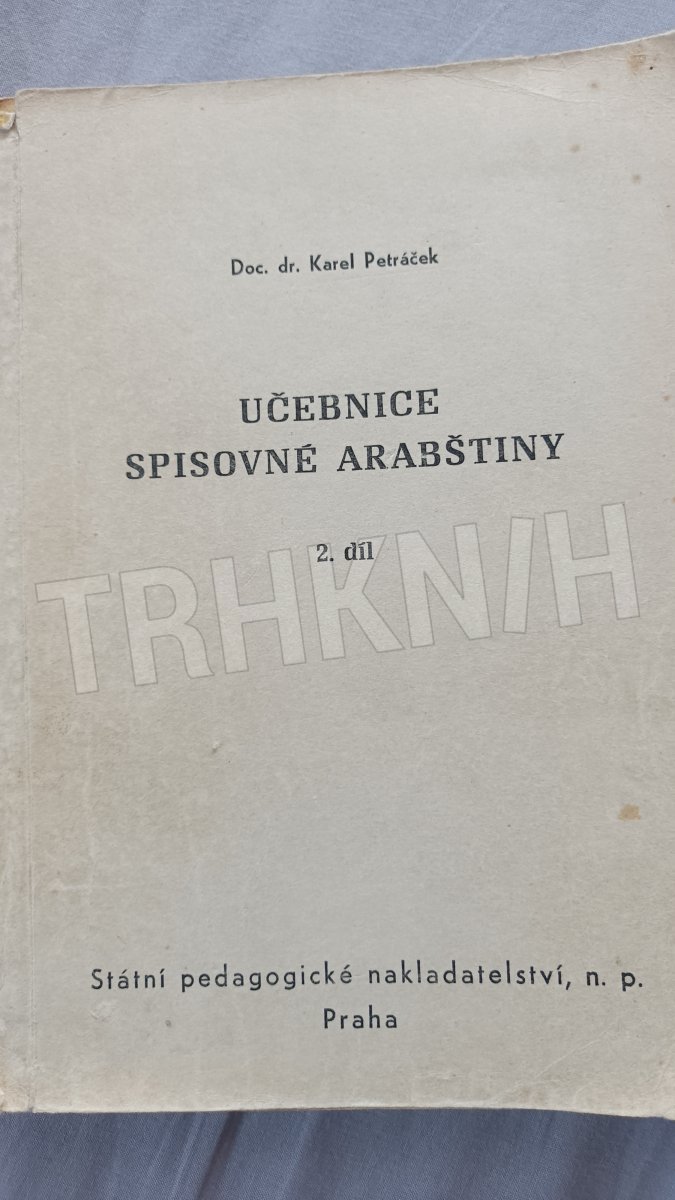 Doc. dr. Karel Petráček
UČEBNICE
SPISOVNÉ ARABŠTINY
2. díl
TRHKNIH
Státní pedagogické nakladatelství, n. p.
Praha